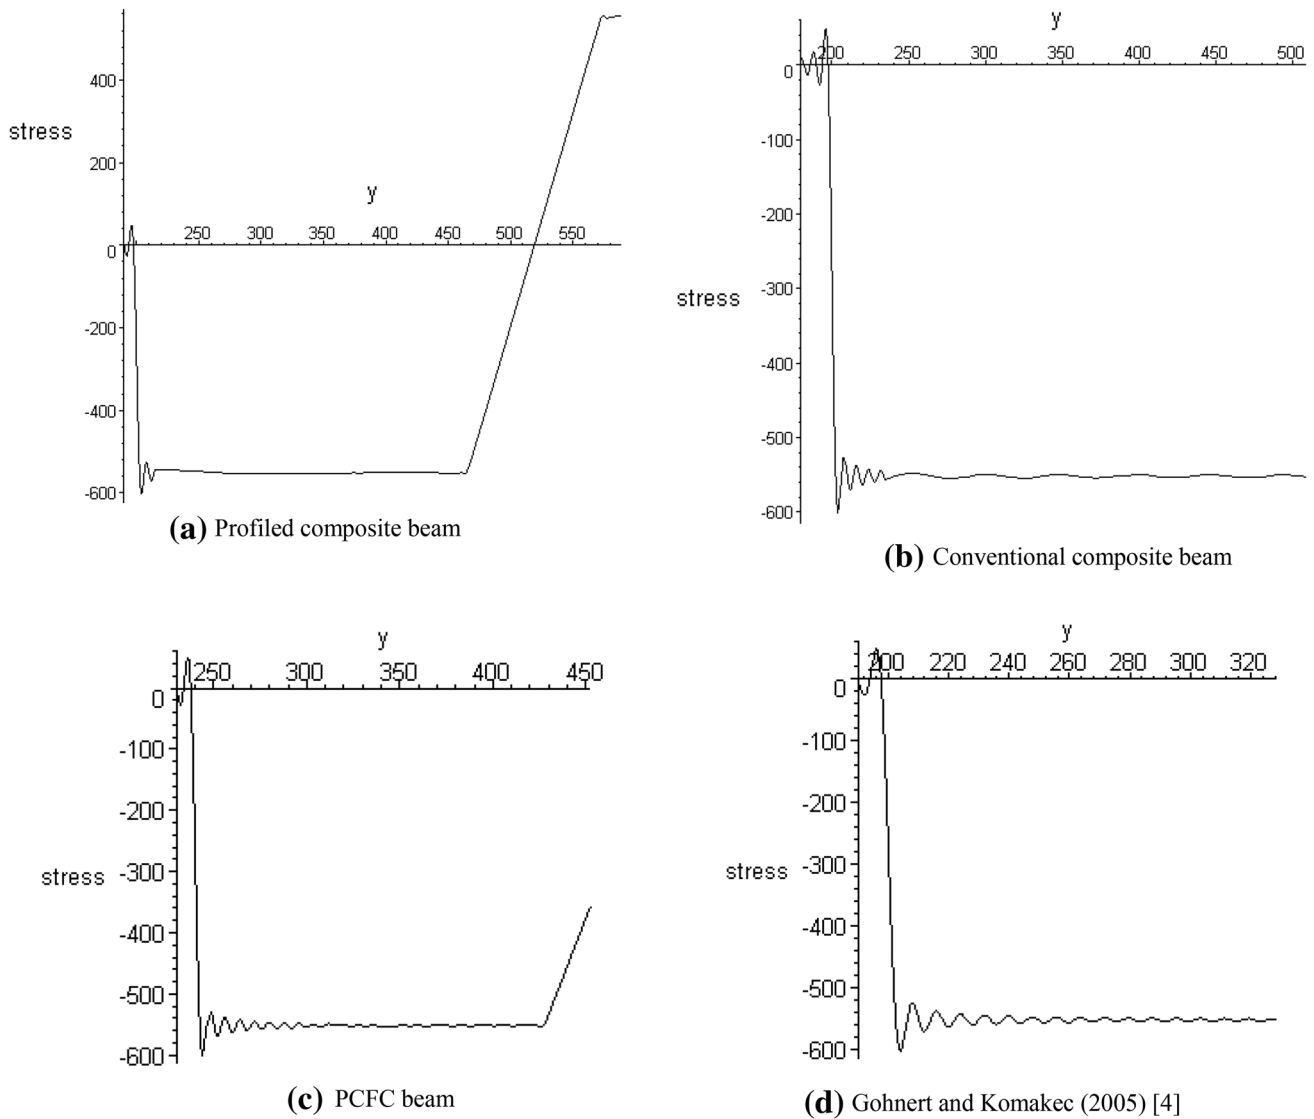 400
stress
200
y
250 300 350 400 450 500 550
0
-200
-400
-600
(a) Profiled composite beam
y
200 250 300 350 400 450 500
0
-100
-200
-300
stress
-400
-500
-600
(b) Conventional composite beam
y
250 300 350 400 450
0
-100
-200
-300
stress
-400
-500
-600
(c) PCFC beam
y
200 220 240 260 280 300 320
0
-100
-200
-300
stress
-400
-500
-600
(d) Gohnert and Komakec (2005) [4]